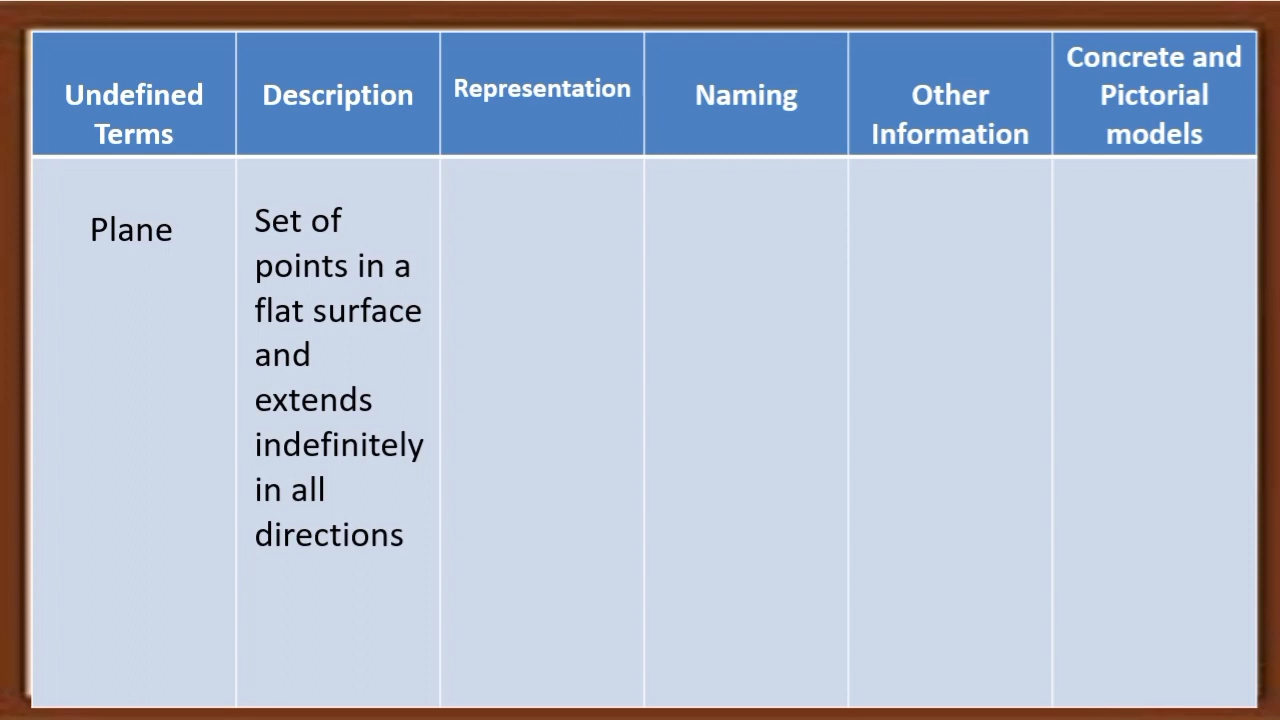 Undefined
Terms
Description
Representation
Naming
Other
Information
Concrete and
Pictorial
models
Plane
Set of
points in a
flat surface
and
extends
indefinitely
in all
directions